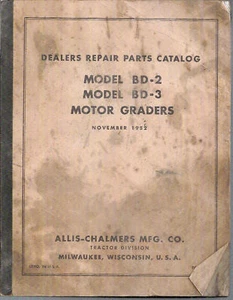 DEALERS REPAIR PARTS CATALOG
MODEL BD-2
MODEL BD-3
MOTOR GRADERS
NOVEMBER 1952
ALLIS-CHALMERS MFG. CO.
TRACTOR DIVISION
MILWAUKEE, WISCONSIN, U. S. A.